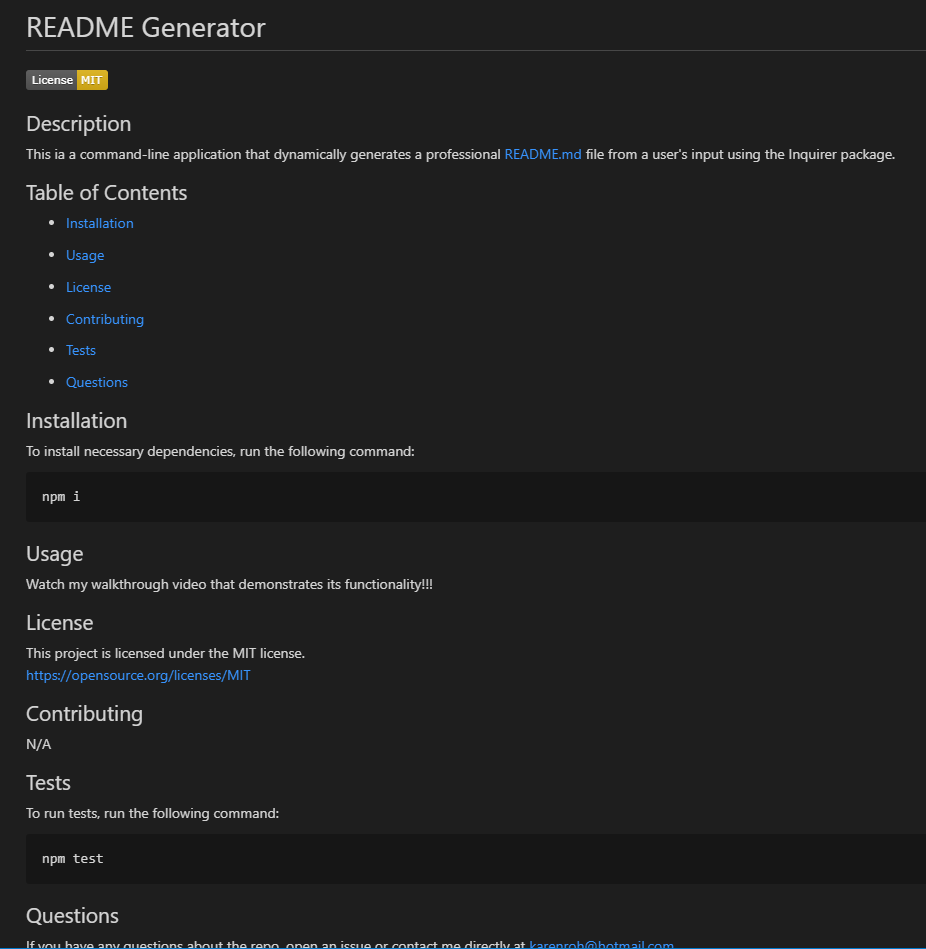 README Generator
License MIT
Description
This ia a command-line application that dynamically generates a professional README.md file from a user's input using the Inquirer package.
Table of Contents
Installation
Usage
License
Contributing
Tests
Questions
Installation
To install necessary dependencies, run the following command:
npm i
Usage
Watch my walkthrough video that demonstrates its functionality!!!
License
This project is licensed under the MIT license.
https://opensource.org/licenses/MIT
Contributing
N/A
Tests
To run tests, run the following command:
npm test
Questions
If you have any questions about the repo, open an issue or contact me directly at karenroh@hotmail.com